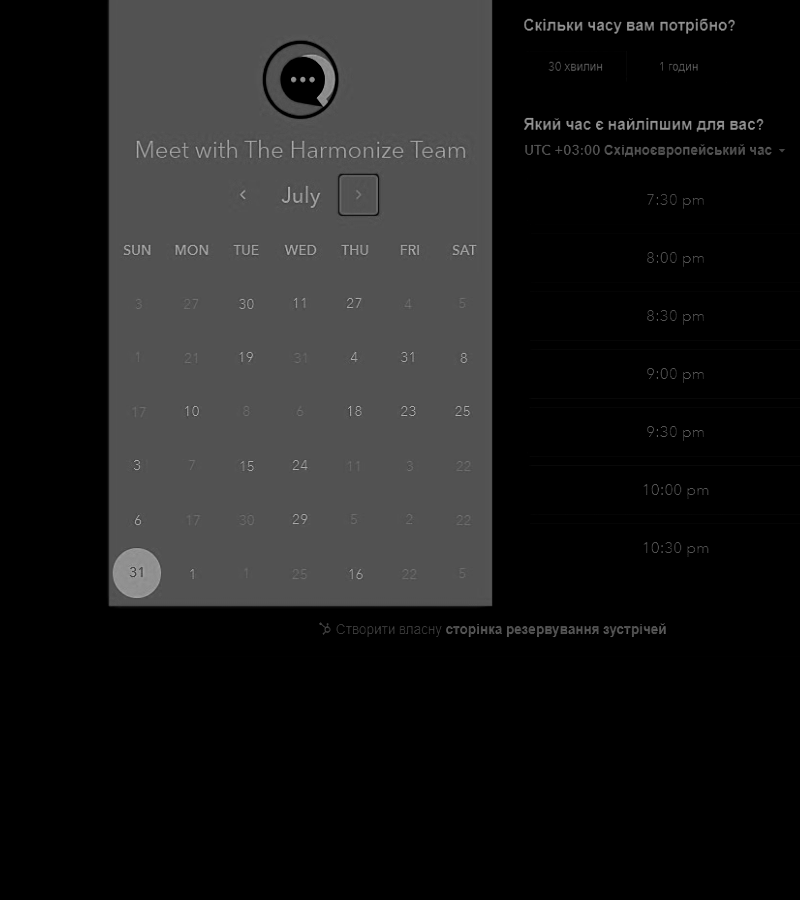 Meet with The Harmonize Team
July
SUN MON TUE WED THU FRI SAT
3 27 30 11 27 4 5
1 21 19 31 4 31 8
17 10 8 6 18 23 25
3 7 15 24 11 3 22
6 17 30 29 5 2 22
31 1 1 25 16 22 5
Скільки часу вам потрібно?
30 хвилин 1 годин
Який час є найліпшим для вас?
UTC +03:00 Східноєвропейський час
7:30 pm
8:00 pm
8:30 pm
9:00 pm
9:30 pm
10:00 pm
10:30 pm
Створити власну сторінка резервування зустрічей